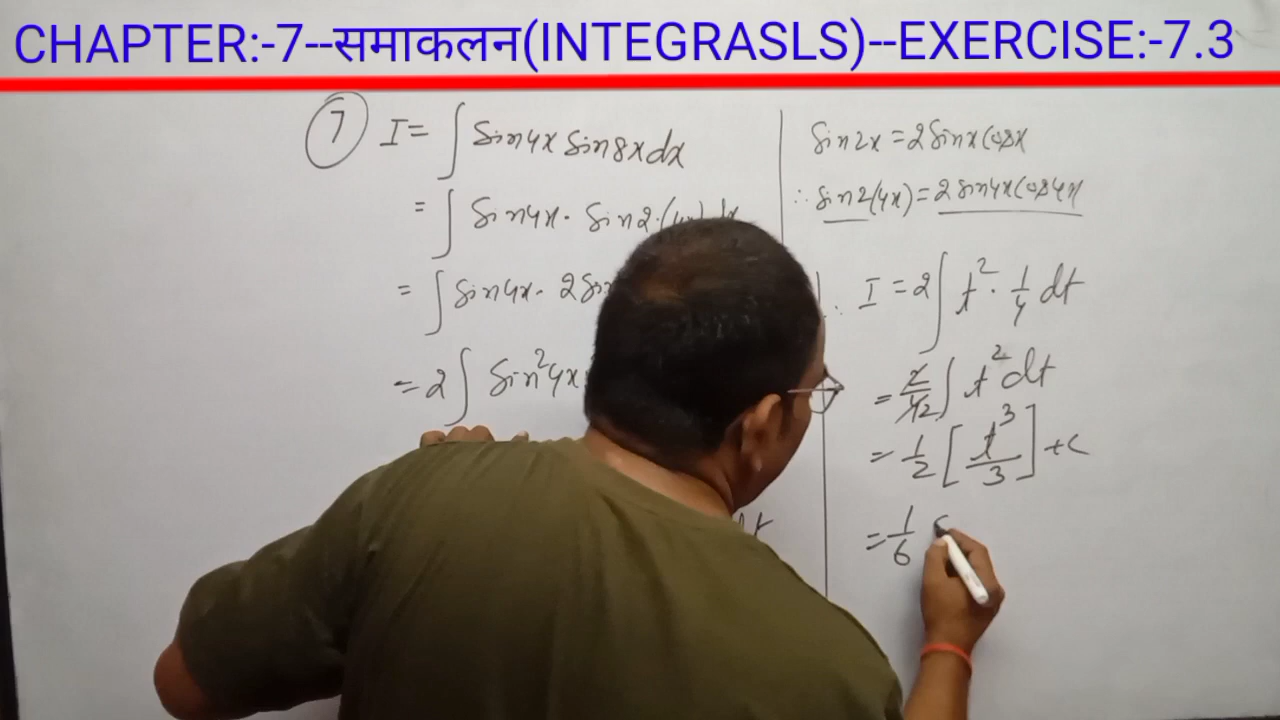 CHAPTER:-7--समाकलन(INTEGRASLS)--EXERCISE:-7.3
7 I = ∫ Sin4x Sin8x dx
= ∫ Sin4x · Sin2·(4x) dx
= ∫ Sin4x · 2Sin
= 2∫ Sin²4x
dt
Sin2x = 2Sinx Cosx
∴ Sin2(4x) = 2Sin4x Cos4x
∴ I = 2∫ t² · 1/4 dt
= 2/4 2 ∫ t² dt
= 1/2 [t³/3] + c
= 1/6 S